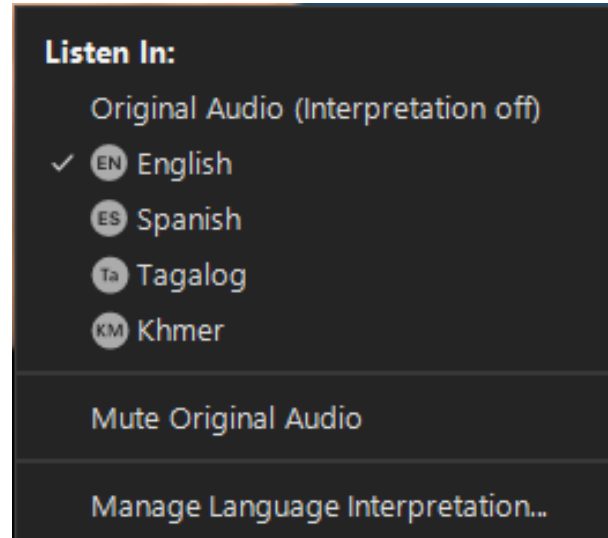 Listen In:
Original Audio (Interpretation off)
EN English
ES Spanish
Ta Tagalog
KM Khmer
Mute Original Audio
Manage Language Interpretation...